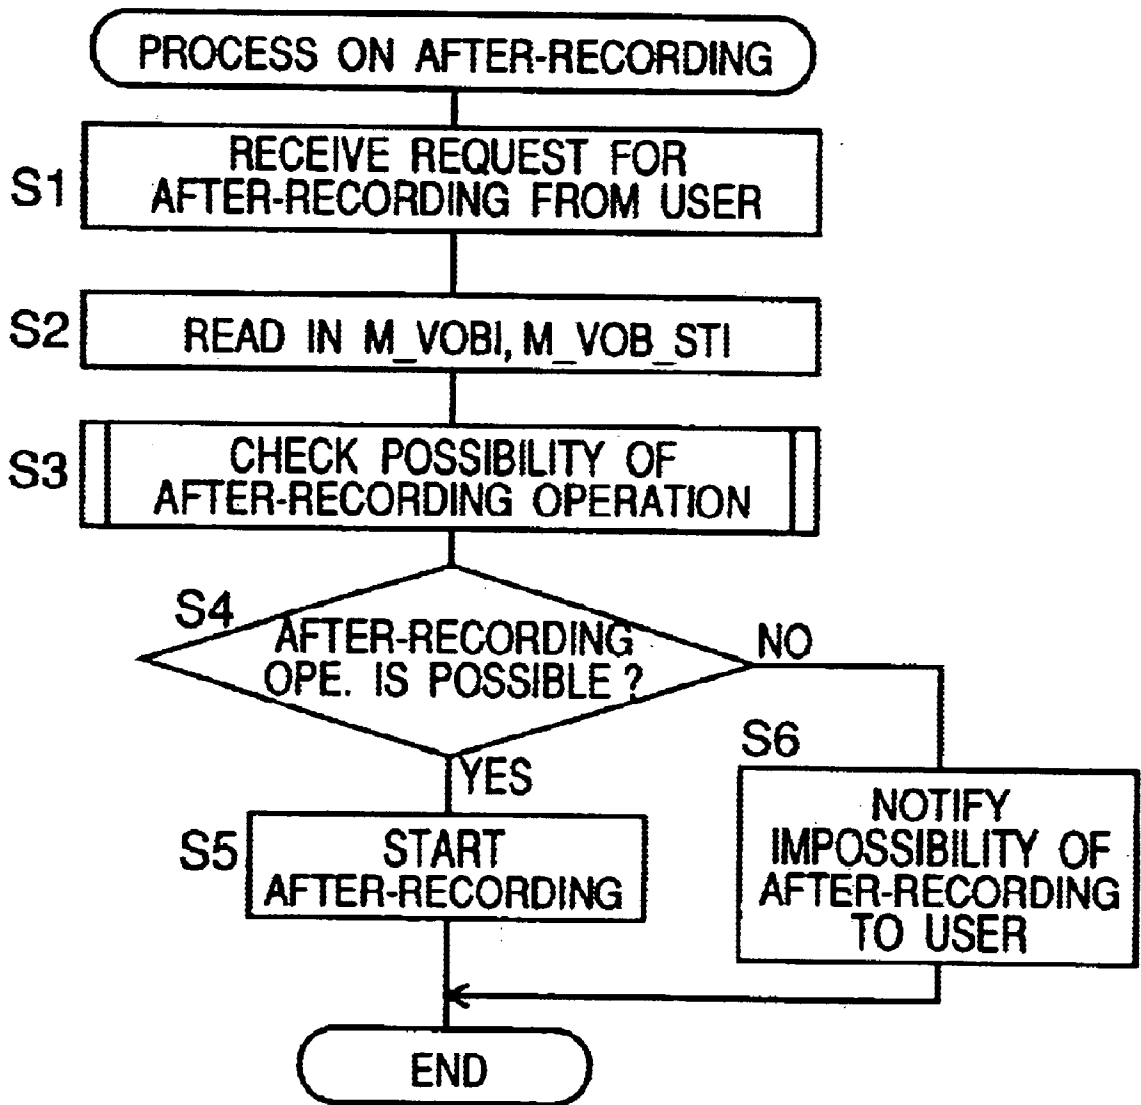 PROCESS ON AFTER-RECORDING
S1
RECEIVE REQUEST FOR
AFTER-RECORDING FROM USER
S2
READ IN M_VOBI, M_VOB_STI
S3
CHECK POSSIBILITY OF
AFTER-RECORDING OPERATION
S4
AFTER-RECORDING
OPE. IS POSSIBLE ?
NO
YES
S5
START
AFTER-RECORDING
S6
NOTIFY
IMPOSSIBILITY OF
AFTER-RECORDING
TO USER
END